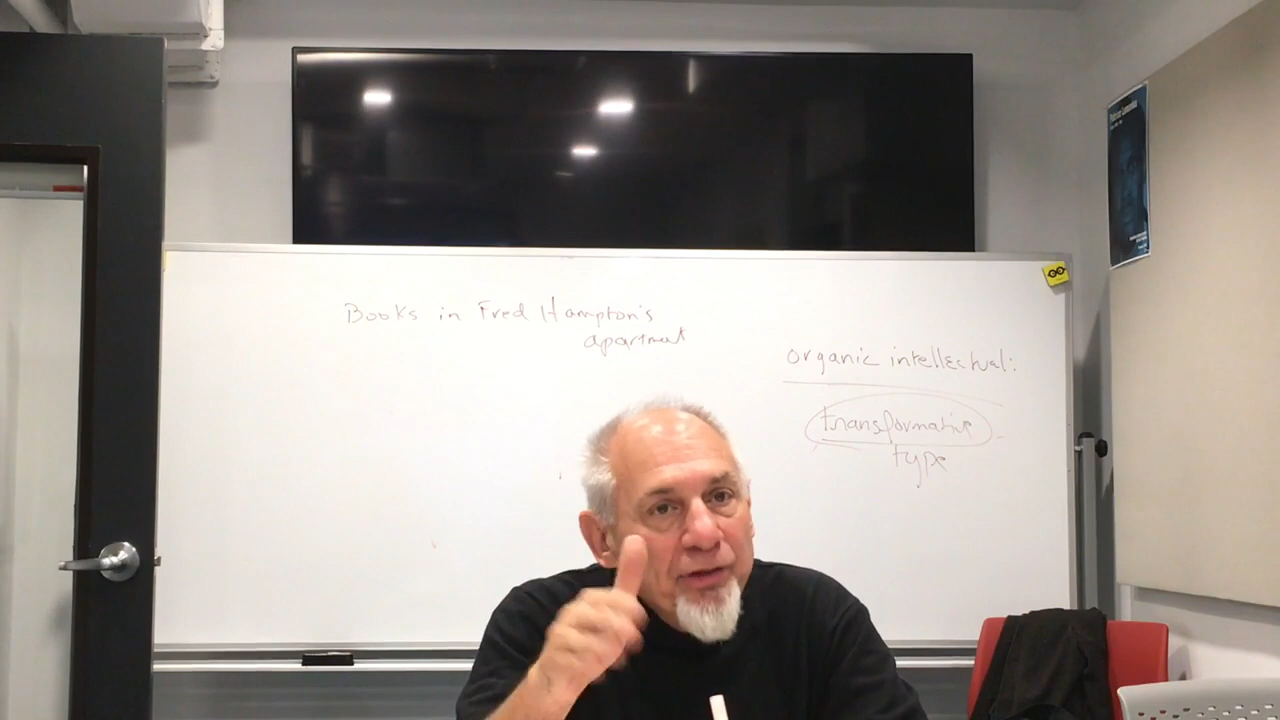 Books in Fred Hampton's
apartment
organic intellectual:
transformative
type